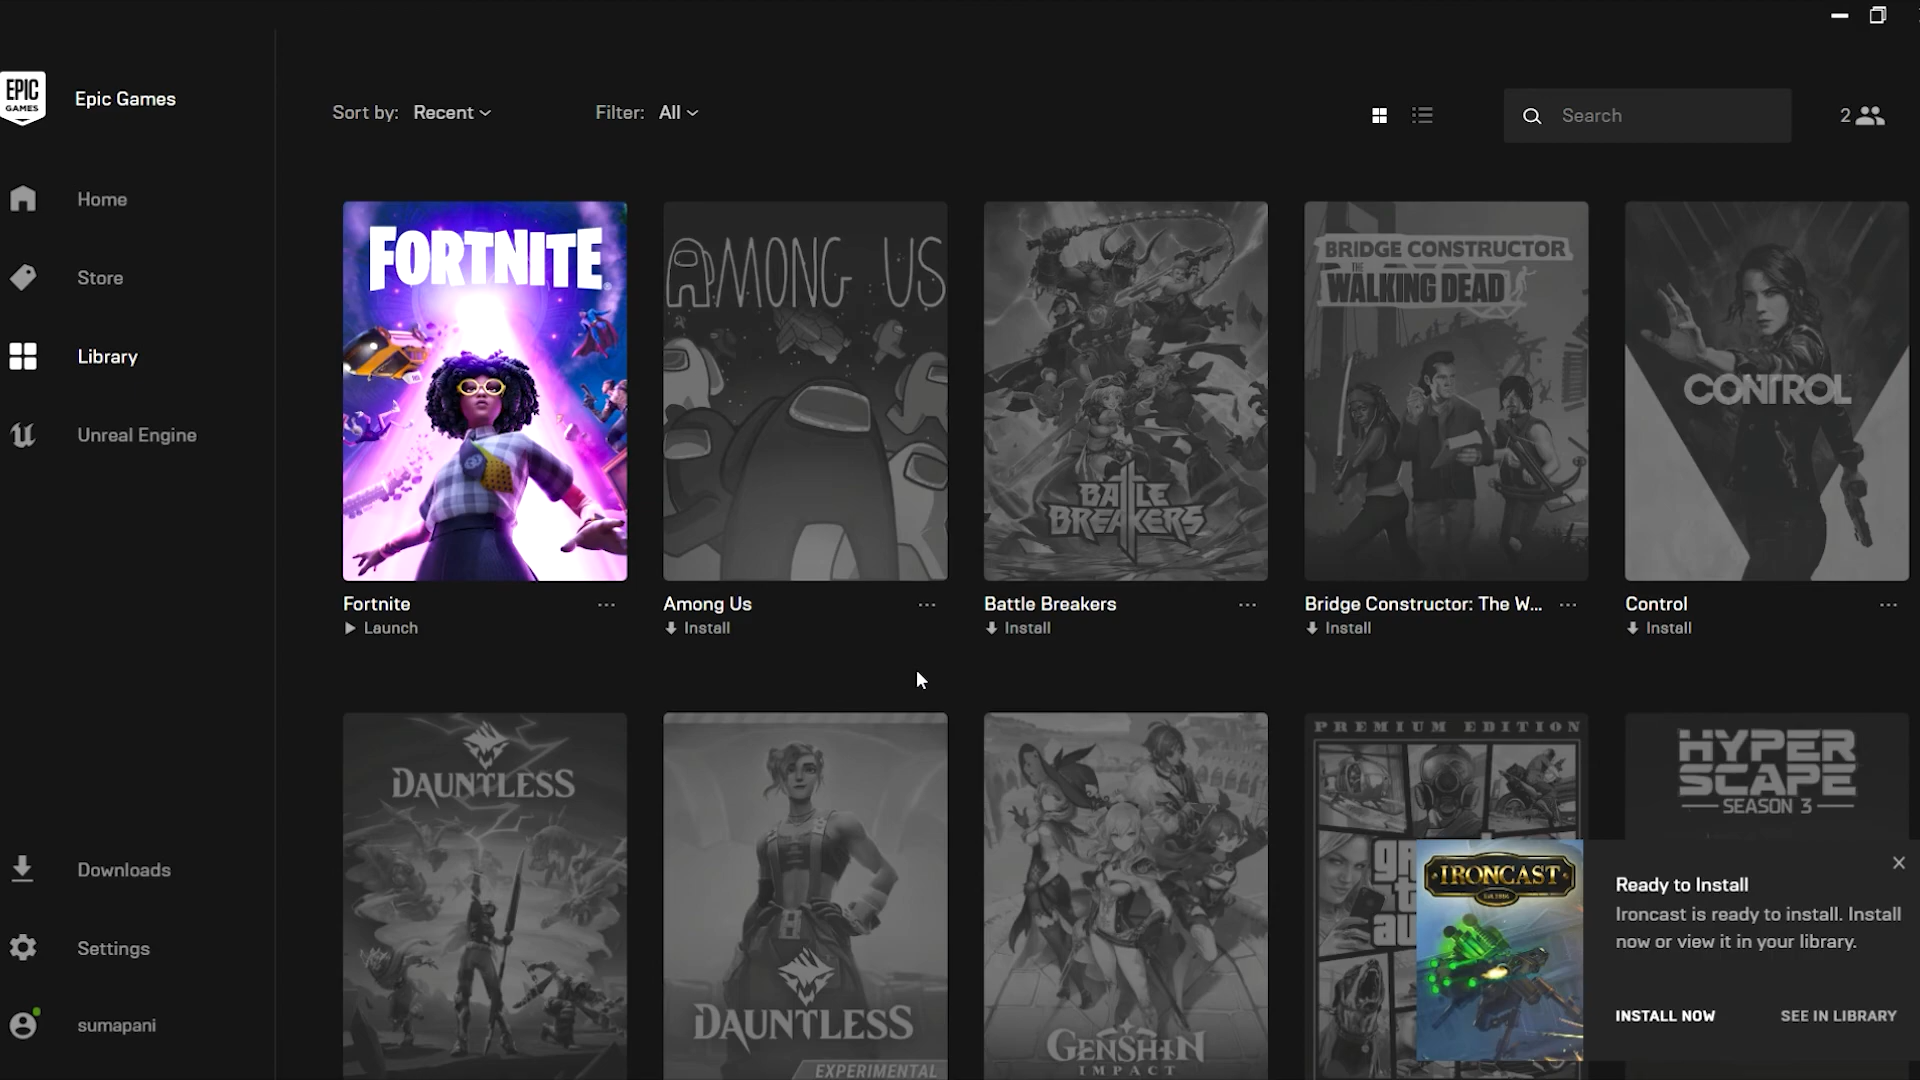 EPIC
GAMES
Epic Games
Home
Store
Library
Unreal Engine
Downloads
Settings
sumapani
Sort by: Recent
Filter: All
Search
2
FORTNITE
Fortnite
Launch
AMONG US
Among Us
Install
BATTLE
BREAKERS
Battle Breakers
Install
BRIDGE CONSTRUCTOR
THE
WALKING DEAD
Bridge Constructor: The W...
Install
CONTROL
Control
Install
DAUNTLESS
DAUNTLESS
EXPERIMENTAL
GENSHIN
IMPACT
PREMIUM EDITION
HYPER
SCAPE
SEASON 3
IRONCAST
Ready to Install
Ironcast is ready to install. Install
now or view it in your library.
INSTALL NOW
SEE IN LIBRARY